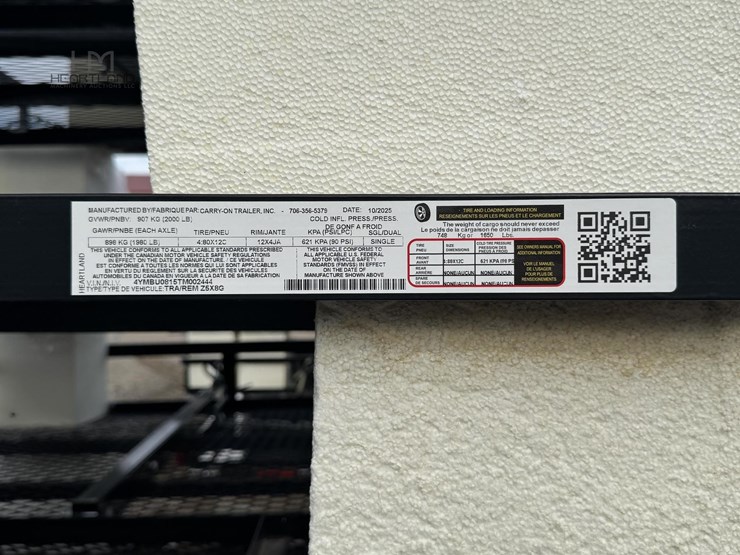 HEARTLAND
MACHINERY AUCTIONS LLC
MANUFACTURED BY/FABRIQUE PAR: CARRY-ON TRAILER, INC. - 706-356-5379 DATE: 10/2025
GVWR/PNBV: 907 KG (2000 LB) COLD INFL. PRESS./PRESS.
DE GONF A FROID
GAWR/PNBE (EACH AXLE) TIRE/PNEU RIM/JANTE KPA (PSI/LPC) SGL/DUAL
898 KG (1980 LB) 4:80X12C 12X4JA 621 KPA (90 PSI) SINGLE
THIS VEHICLE CONFORMS TO ALL APPLICABLE STANDARDS PRESCRIBED
UNDER THE CANADIAN MOTOR VEHICLE SAFETY REGULATIONS
IN EFFECT ON THE DATE OF MANUFACTURE. / CE VEHICULE
EST CONFORME A TOUTES LES NORMES QUI LUI SONT APPLICABLES
EN VERTU DU REGLEMENT SUR LA SECURITE DES VEHICULES
AUTOMOBILES DU CANADA EN VIGUEUR A LA DATE DE SA FABRICATION
THIS VEHICLE CONFORMS TO
ALL APPLICABLE U.S. FEDERAL
MOTOR VEHICLE SAFETY
STANDARDS (FMVSS) IN EFFECT
ON THE DATE OF
MANUFACTURE SHOWN ABOVE
HEARTLAND
V.I.N./N.I.V. 4YMBU0815TM002444
TYPE/TYPE DE VEHICULE: TRA/REM Z5X8G
TIRE AND LOADING INFORMATION
RENSEIGNEMENTS SUR LES PNEUS ET LE CHARGEMENT
The weight of cargo should never exceed
Le poids de la cargaison ne doit jamais depasser
748 Kg or 1650 Lbs.
TIRE
PNEU
SIZE
DIMENSIONS
COLD TIRE PRESSURE
PRESSION DES
PNEUS A FROID
FRONT
AVANT
4:80X12C 621 KPA
REAR
ARRIERE
NONE/AUCUN NONE/AUCUN
SPARE
DE SECOURS
NONE/AUCUN NONE/AUCUN
SEE OWNERS MANUAL FOR
ADDITIONAL INFORMATION
VOIR LE MANUEL
DE L'USAGER
POUR PLUS DE
RENSEIGNEMENTS